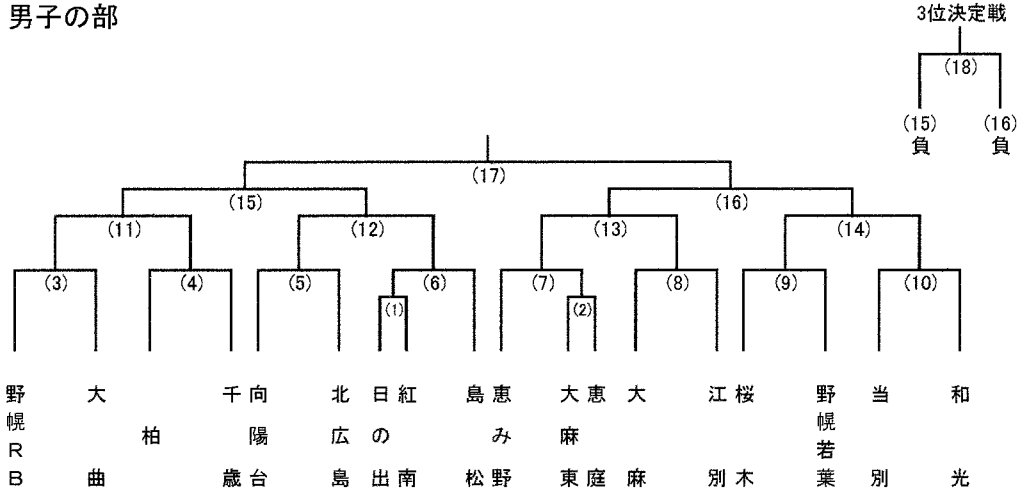 男子の部
3位決定戦
(18)
(15)
負
(16)
負
(17)
(15)
(16)
(11)
(12)
(13)
(14)
(3)
(4)
(5)
(6)
(7)
(8)
(9)
(10)
(1)
(2)
野幌RB
大曲
柏
千歳
向陽台
北広島
日の出
紅南
島松
恵み野
大麻東
恵庭
大麻
江別
桜木
野幌若葉
当別
和光